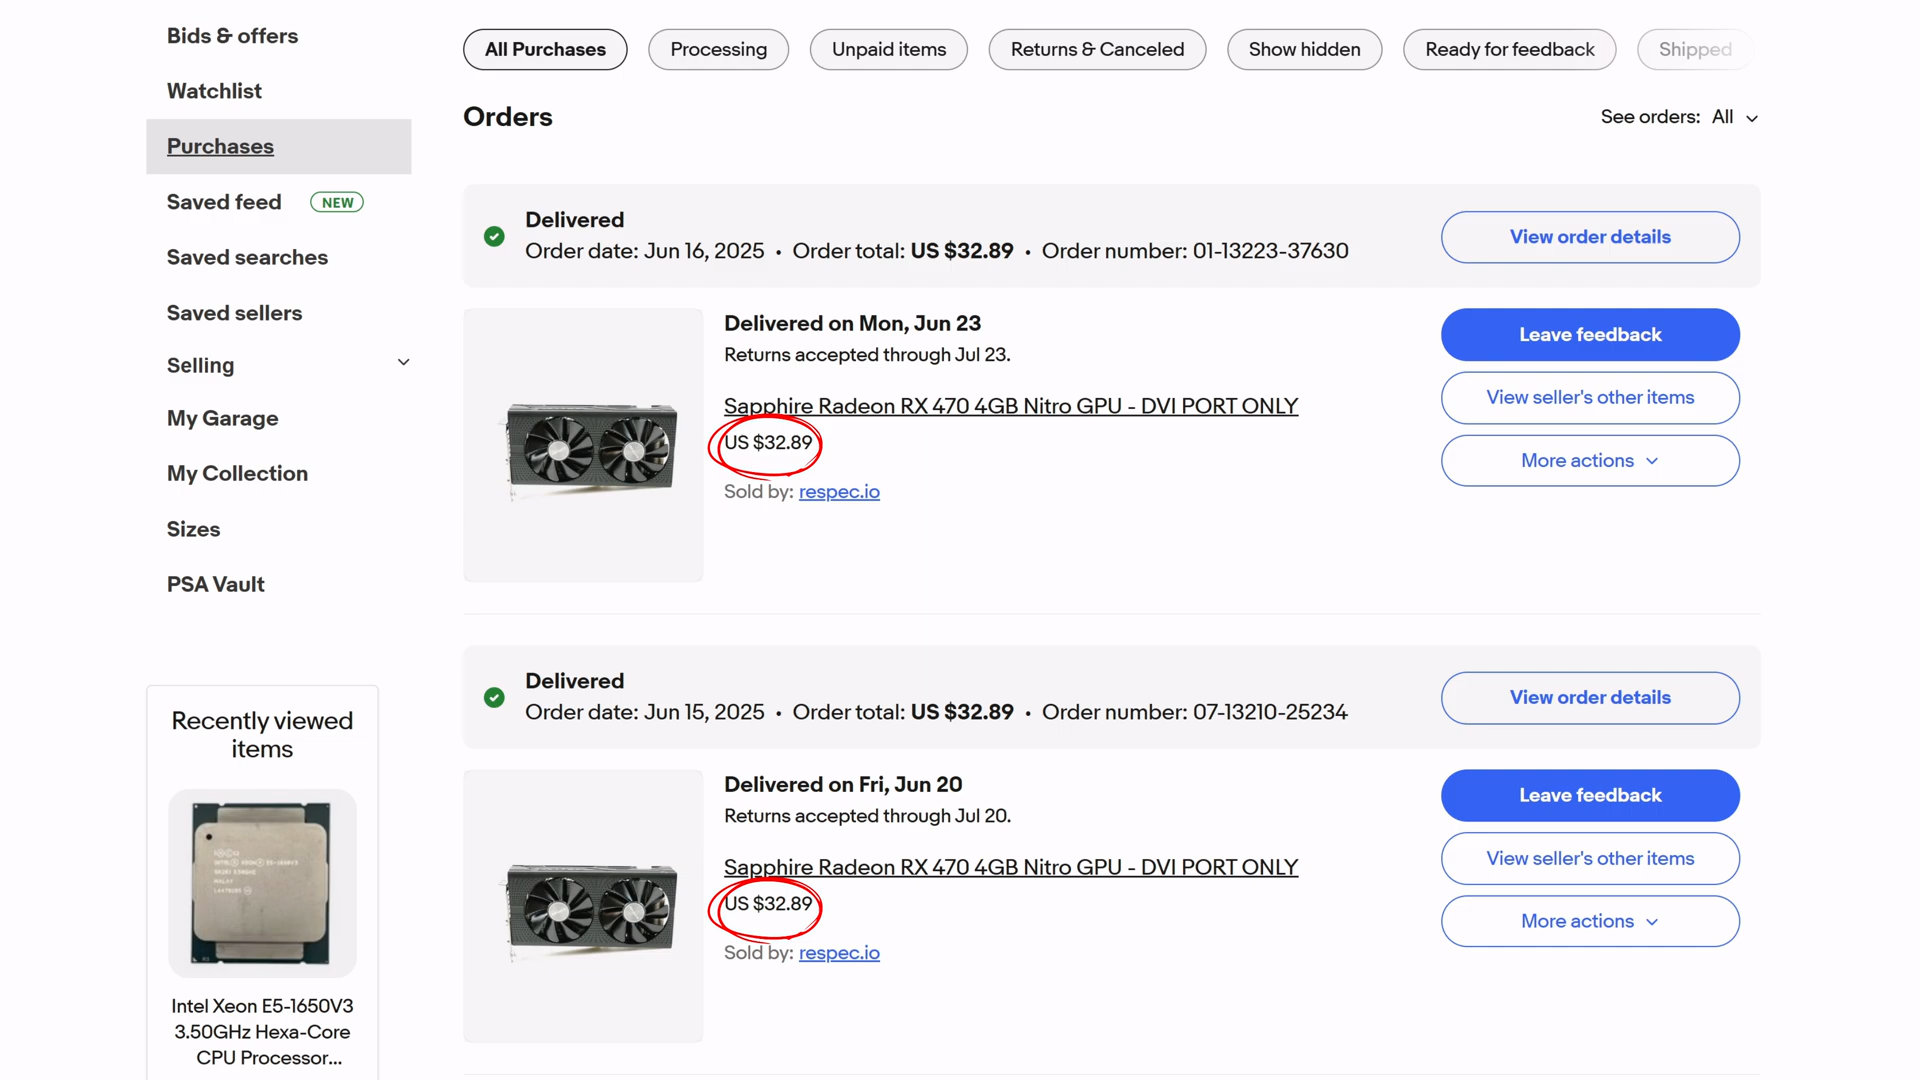 Bids & offers
Watchlist
Purchases
Saved feed NEW
Saved searches
Saved sellers
Selling
My Garage
My Collection
Sizes
PSA Vault
Recently viewed
items
INTEL XEON E5-1650V3
3.50GHZ
MALAY
Intel Xeon E5-1650V3
3.50GHz Hexa-Core
CPU Processor...
All Purchases Processing Unpaid items Returns & Canceled Show hidden Ready for feedback Shipped
Orders
See orders: All
Delivered
Order date: Jun 16, 2025 • Order total: US $32.89 • Order number: 01-13223-37630
View order details
Delivered on Mon, Jun 23
Returns accepted through Jul 23.
Sapphire Radeon RX 470 4GB Nitro GPU - DVI PORT ONLY
US $32.89
Sold by: respec.io
Leave feedback
View seller's other items
More actions
Delivered
Order date: Jun 15, 2025 • Order total: US $32.89 • Order number: 07-13210-25234
View order details
Delivered on Fri, Jun 20
Returns accepted through Jul 20.
Sapphire Radeon RX 470 4GB Nitro GPU - DVI PORT ONLY
US $32.89
Sold by: respec.io
Leave feedback
View seller's other items
More actions